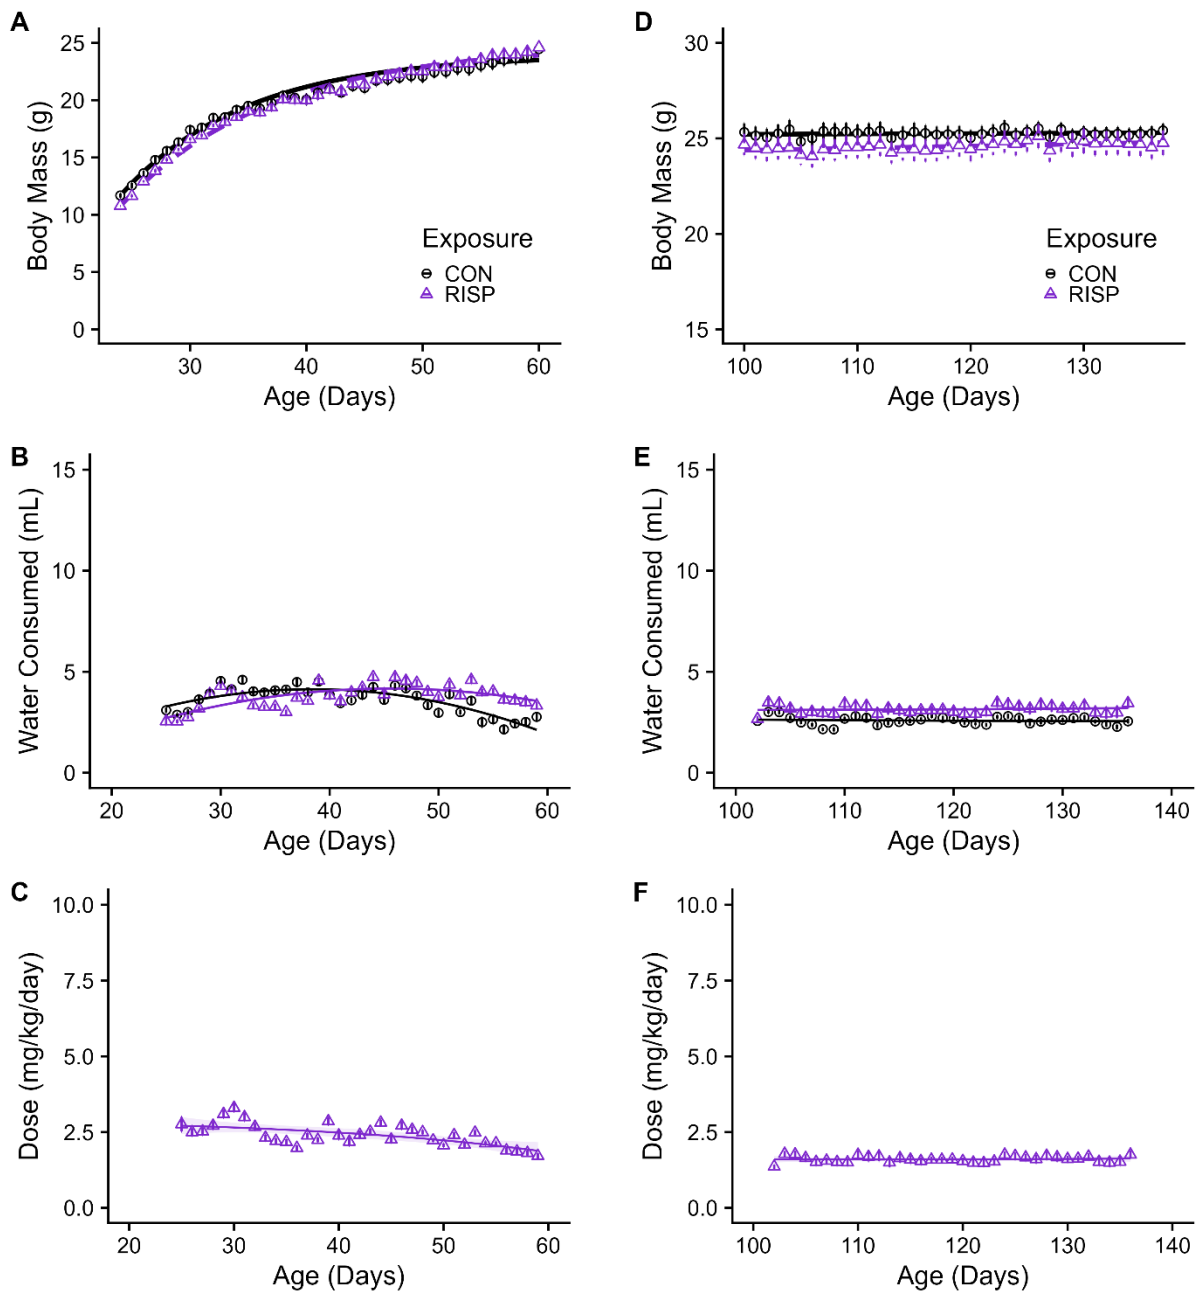 A
Body Mass (g)
25
20
15
10
5
0
Exposure
CON
RISP
30 40 50 60
Age (Days)
D
Body Mass (g)
30
25
20
15
Exposure
CON
RISP
100 110 120 130
Age (Days)
B
Water Consumed (mL)
15
10
5
0
20 30 40 50 60
Age (Days)
E
Water Consumed (mL)
15
10
5
0
100 110 120 130 140
Age (Days)
C
Dose (mg/kg/day)
10.0
7.5
5.0
2.5
0.0
20 30 40 50 60
Age (Days)
F
Dose (mg/kg/day)
10.0
7.5
5.0
2.5
0.0
100 110 120 130 140
Age (Days)